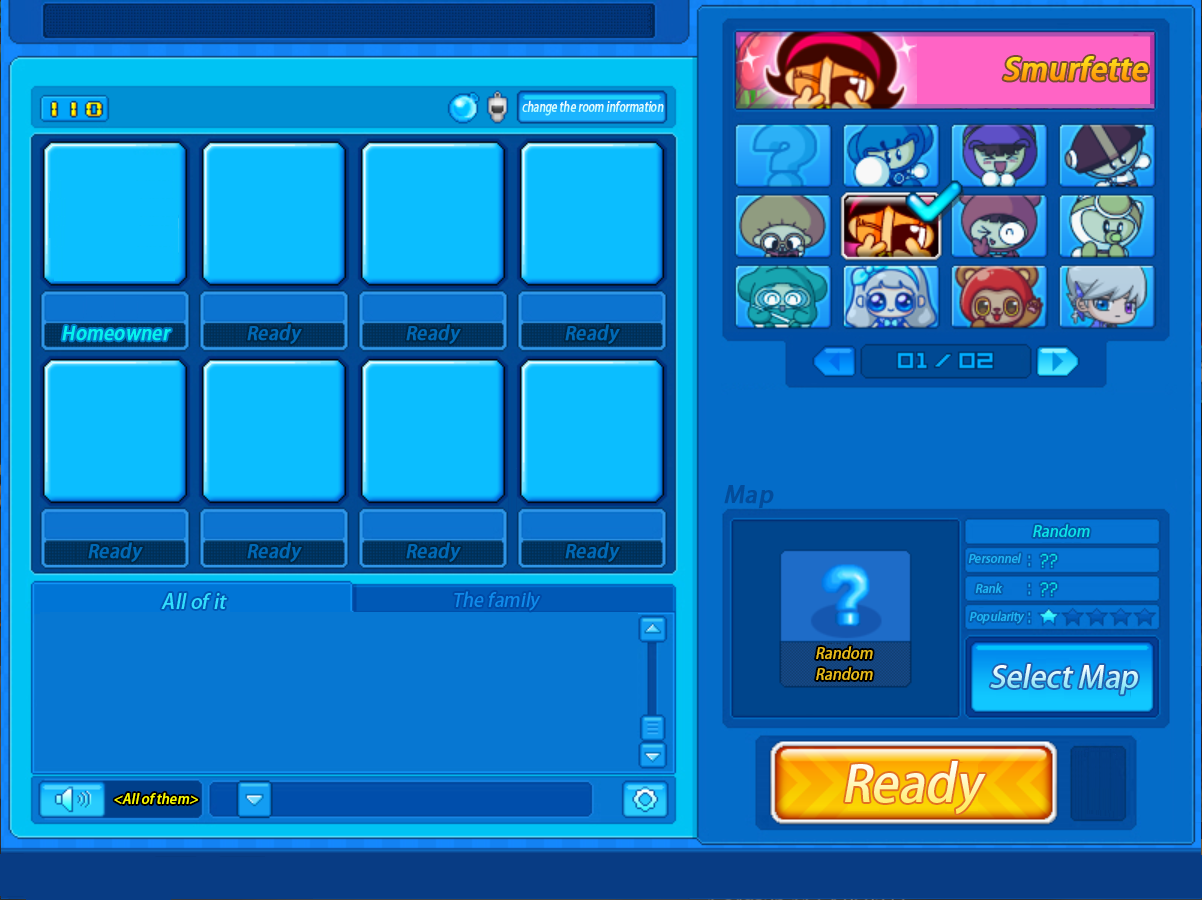 110
change the room information
Homeowner
Ready
Ready
Ready
Ready
Ready
Ready
Ready
All of it
The family
<All of them>
Smurfette
01 / 02
Map
Random
Random
Random
Personnel : ??
Rank : ??
Popularity :
Select Map
Ready